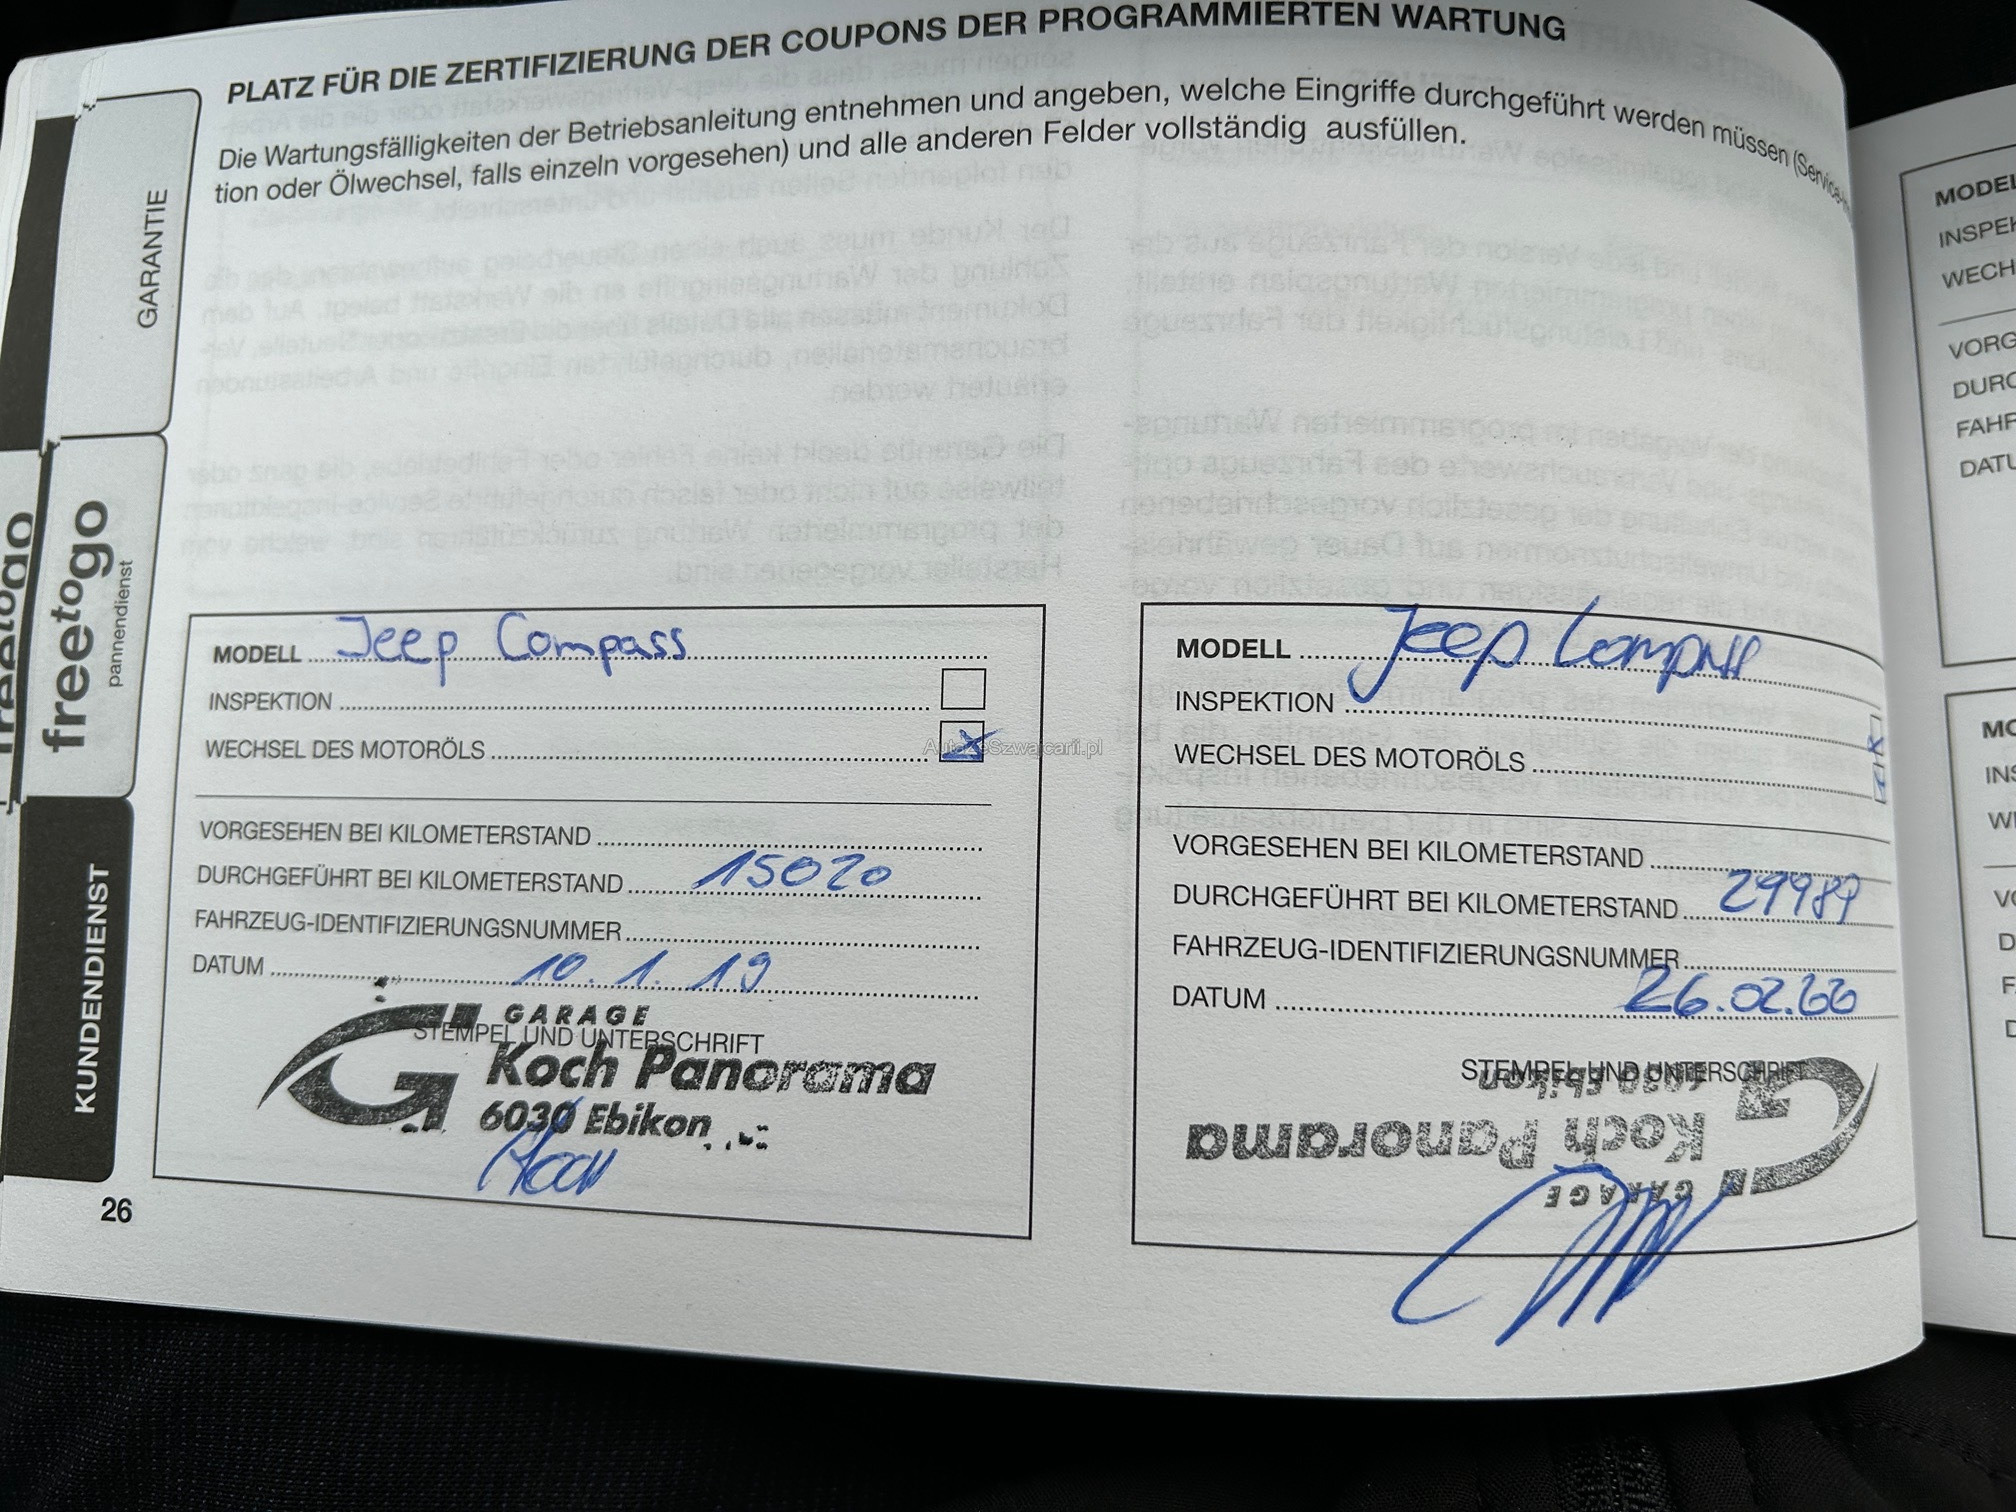 PLATZ FÜR DIE ZERTIFIZIERUNG DER COUPONS DER PROGRAMMIERTEN WARTUNG
Die Wartungsfälligkeiten der Betriebsanleitung entnehmen und angeben, welche Eingriffe durchgeführt werden müssen (Service-
tion oder Ölwechsel, falls einzeln vorgesehen) und alle anderen Felder vollständig ausfüllen.
GARANTIE
freetogo
pannendienst
KUNDENDIENST
MODELL Jeep Compass
INSPEKTION
WECHSEL DES MOTORÖLS
AutazeSzwajcarii.pl
VORGESEHEN BEI KILOMETERSTAND
DURCHGEFÜHRT BEI KILOMETERSTAND 15020
FAHRZEUG-IDENTIFIZIERUNGSNUMMER
DATUM 10.1.19
STEMPEL UND UNTERSCHRIFT
GARAGE
Koch Panorama
6030 Ebikon
MODELL Jeep Compass
INSPEKTION
WECHSEL DES MOTORÖLS
VORGESEHEN BEI KILOMETERSTAND
DURCHGEFÜHRT BEI KILOMETERSTAND 29989
FAHRZEUG-IDENTIFIZIERUNGSNUMMER
DATUM
STEMPEL UND UNTERSCHRIFT
GARAGE
Koch Panorama
6030 Ebikon
26